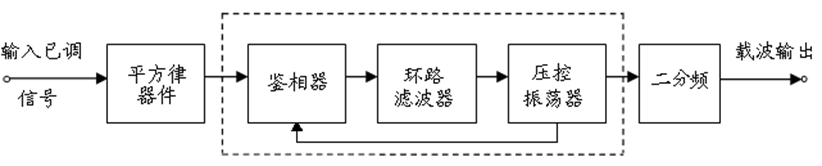 输入已调
信号
平方律
器件
鉴相器
环路
滤波器
压控
振荡器
二分频
载波输出